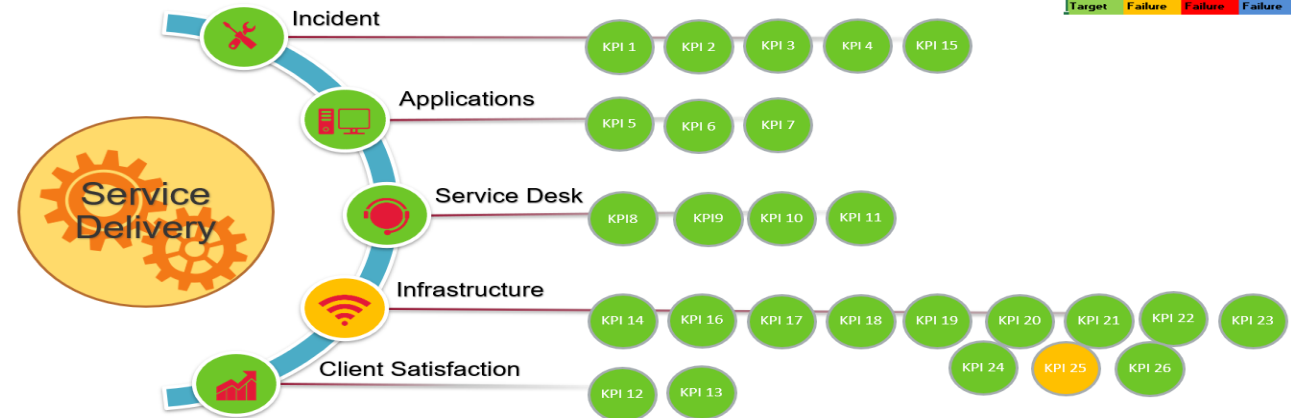 Target Failure Failure Failure
Incident
KPI 1 KPI 2 KPI 3 KPI 4 KPI 15
Applications
KPI 5 KPI 6 KPI 7
Service
Delivery
Service Desk
KPI8 KPI9 KPI 10 KPI 11
Infrastructure
KPI 14 KPI 16 KPI 17 KPI 18 KPI 19 KPI 20 KPI 21 KPI 22 KPI 23
KPI 24 KPI 25 KPI 26
Client Satisfaction
KPI 12 KPI 13